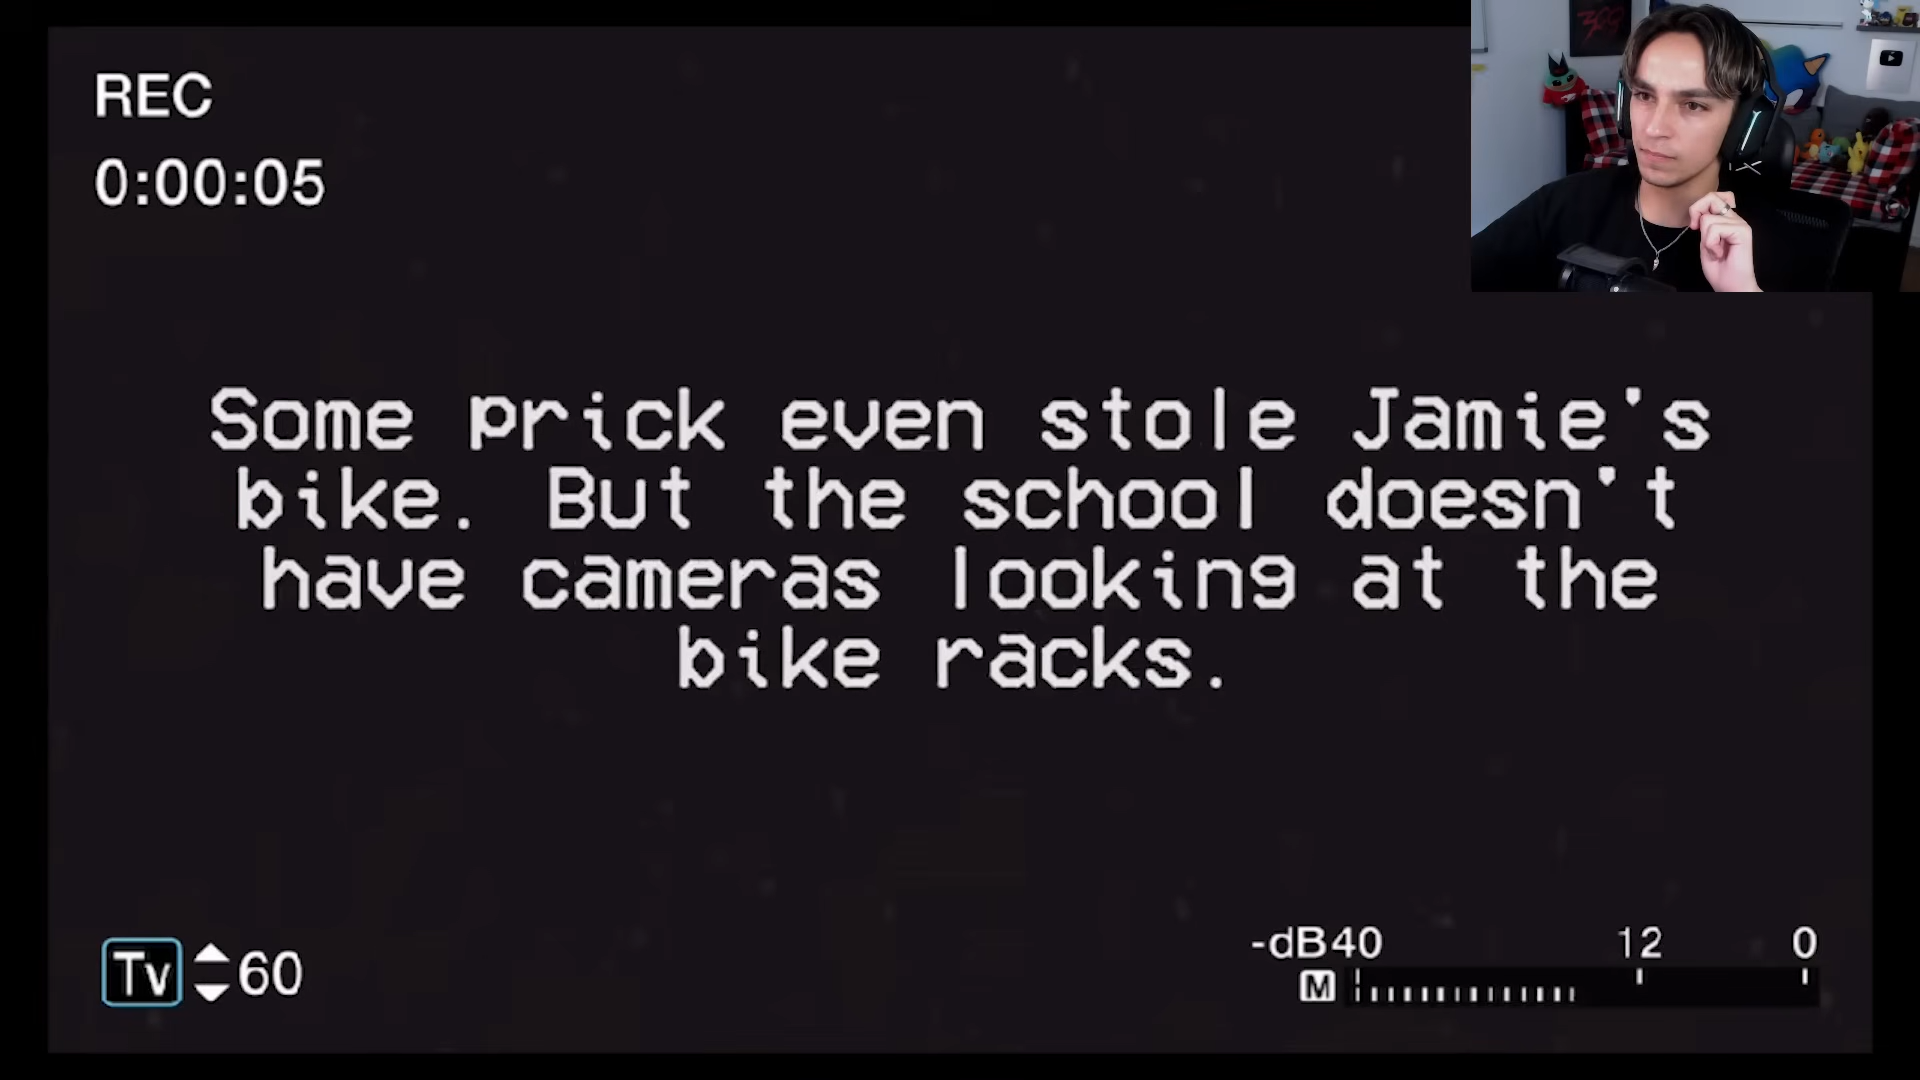 REC
0:00:05
Some prick even stole Jamie's
bike. But the school doesn't
have cameras looking at the
bike racks.
Tv 60
-dB40 12 0
M